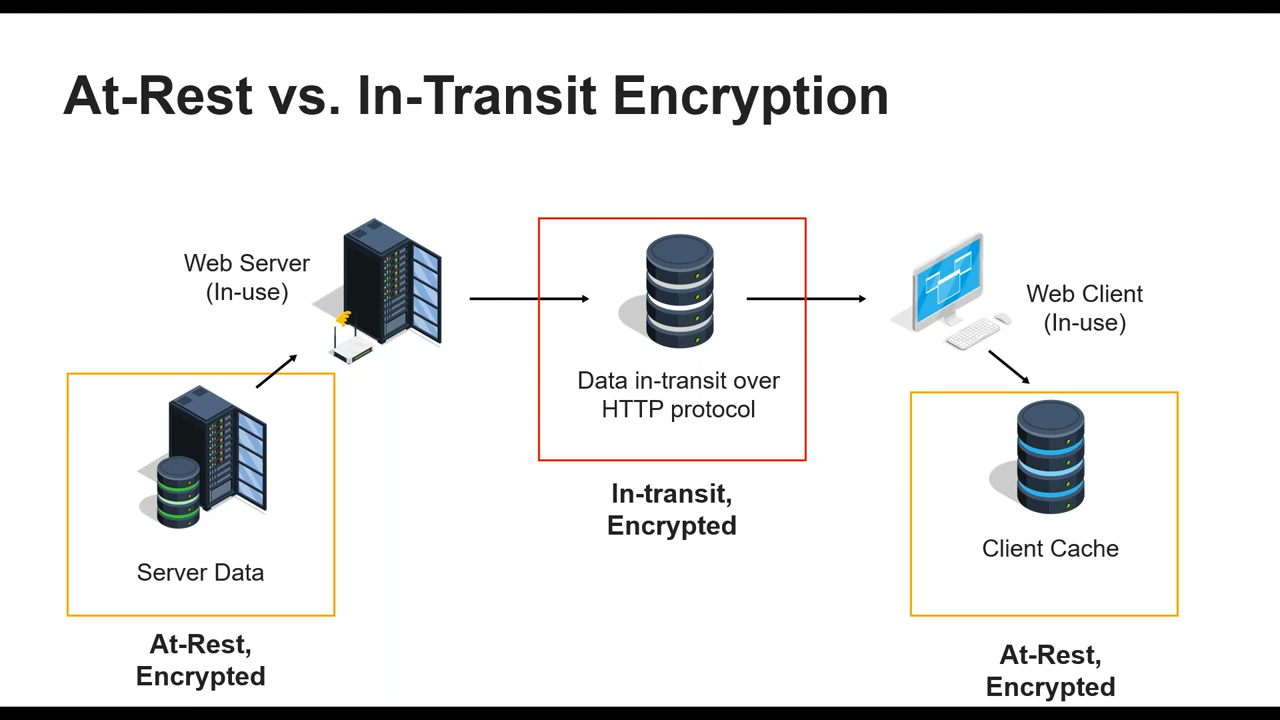 At-Rest vs. In-Transit Encryption
Web Server
(In-use)
Server Data
At-Rest,
Encrypted
Data in-transit over
HTTP protocol
In-transit,
Encrypted
Web Client
(In-use)
Client Cache
At-Rest,
Encrypted